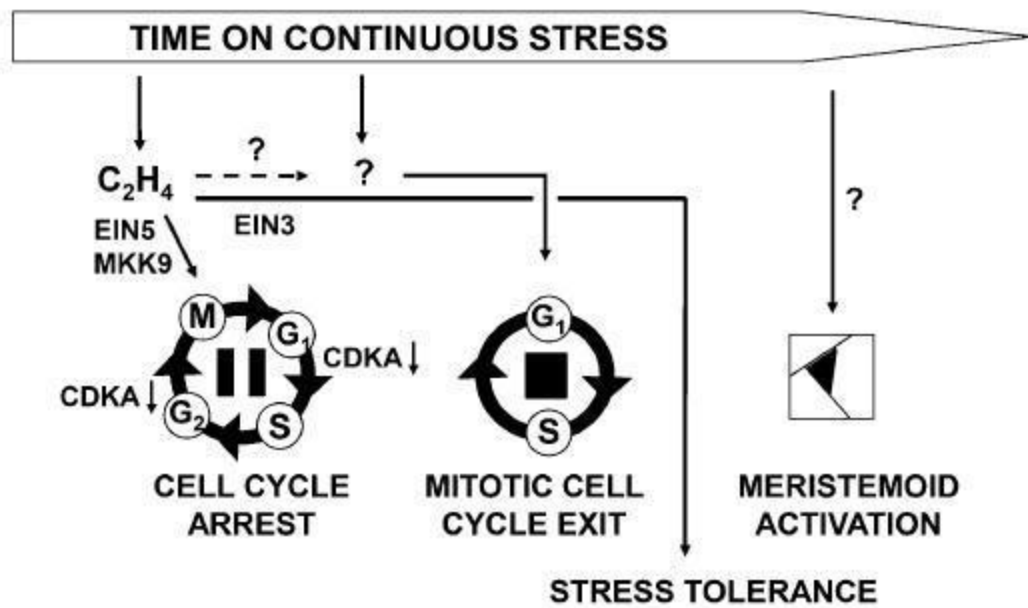 TIME ON CONTINUOUS STRESS
?
C₂H₄
?
?
EIN5
MKK9
EIN3
M
G₁
G₂
S
CDKA↓
CDKA↓
G₁
S
CELL CYCLE
ARREST
MITOTIC CELL
CYCLE EXIT
MERISTEMOID
ACTIVATION
STRESS TOLERANCE